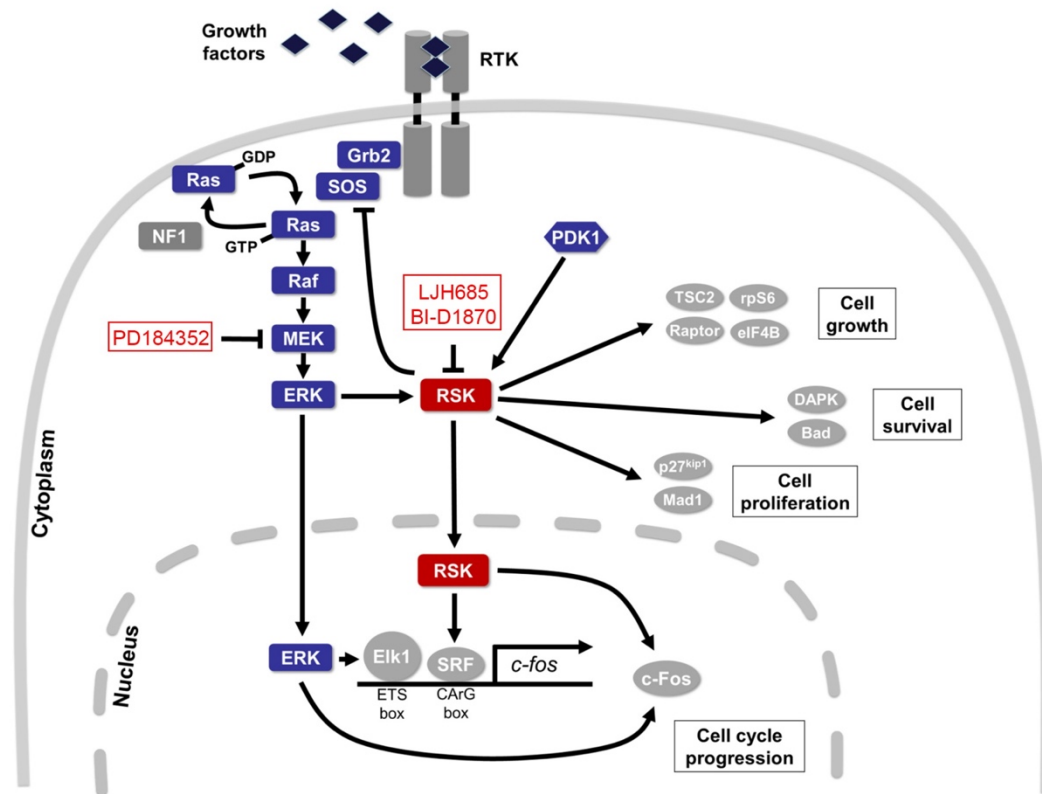 Growth
factors
RTK
Grb2
SOS
GDP
Ras
Ras
NF1
GTP
PDK1
Raf
LJH685
BI-D1870
TSC2
rpS6
Cell
growth
Raptor
eIF4B
PD184352
MEK
ERK
RSK
DAPK
Bad
Cell
survival
p27kip1
Mad1
Cell
proliferation
Cytoplasm
Nucleus
RSK
ERK
Elk1
SRF
c-fos
c-Fos
ETS
box
CArG
box
Cell cycle
progression